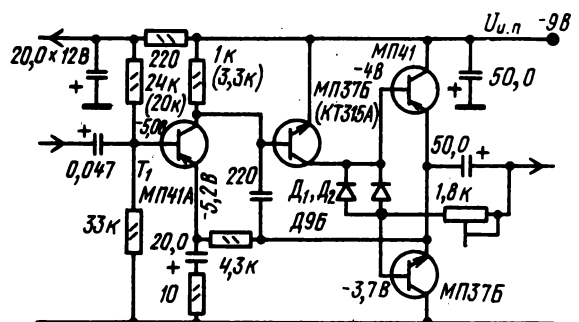 Uи.п -9В
20,0×12В
220
1к
(3,3к)
МП41
24к
(20к)
МП37Б
(КТ315А)
-4В
+
50,0
+
-5,0В
+
50,0
+
0,047
Т1
МП41А
-5,2В
220
Д1, Д2
Д9Б
1,8к
33к
20,0
+
4,3к
10
-3,7В
МП37Б